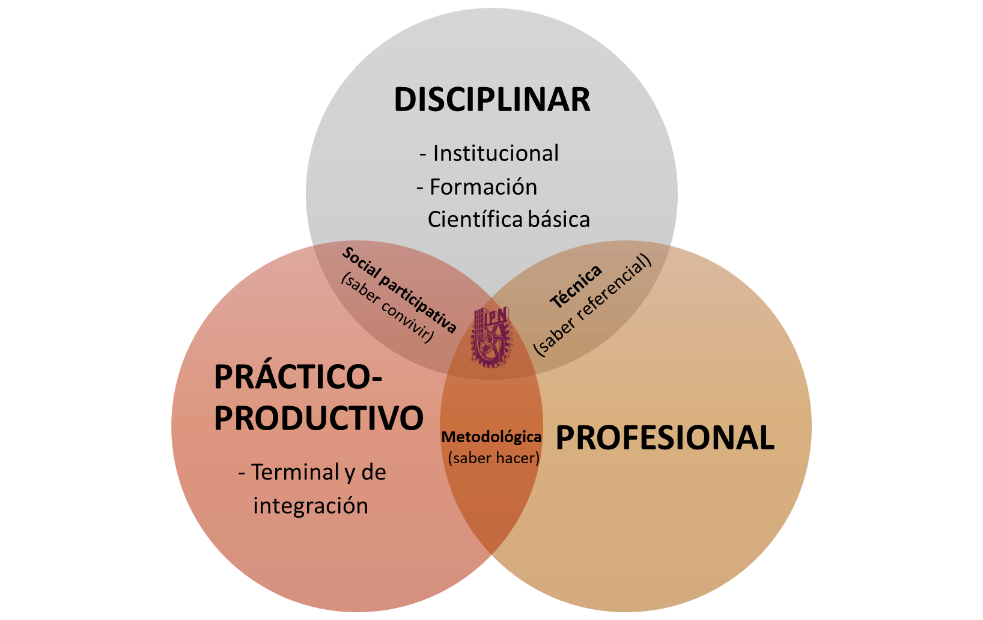 DISCIPLINAR
- Institucional
- Formación
Científica básica
Social participativa
(saber convivir)
Técnica
(saber referencial)
IPN
PRÁCTICO-
PRODUCTIVO
- Terminal y de
integración
Metodológica
(saber hacer)
PROFESIONAL